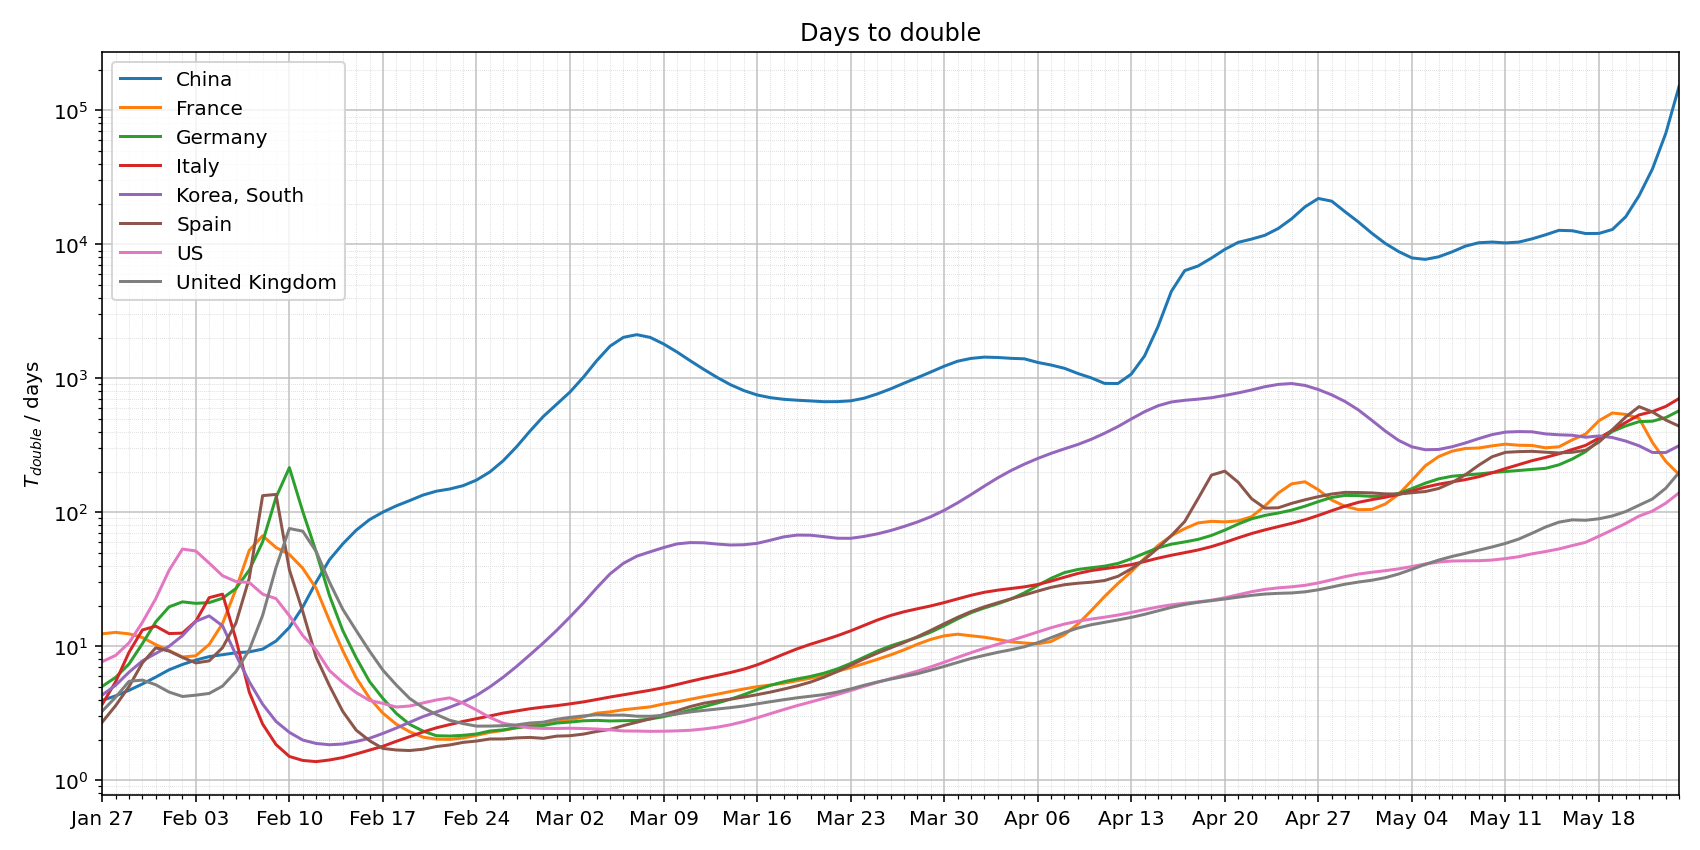 Days to double
China
France
Germany
Italy
Korea, South
Spain
US
United Kingdom
T_double / days
10^5
10^4
10^3
10^2
10^1
10^0
Jan 27 Feb 03 Feb 10 Feb 17 Feb 24 Mar 02 Mar 09 Mar 16 Mar 23 Mar 30 Apr 06 Apr 13 Apr 20 Apr 27 May 04 May 11 May 18